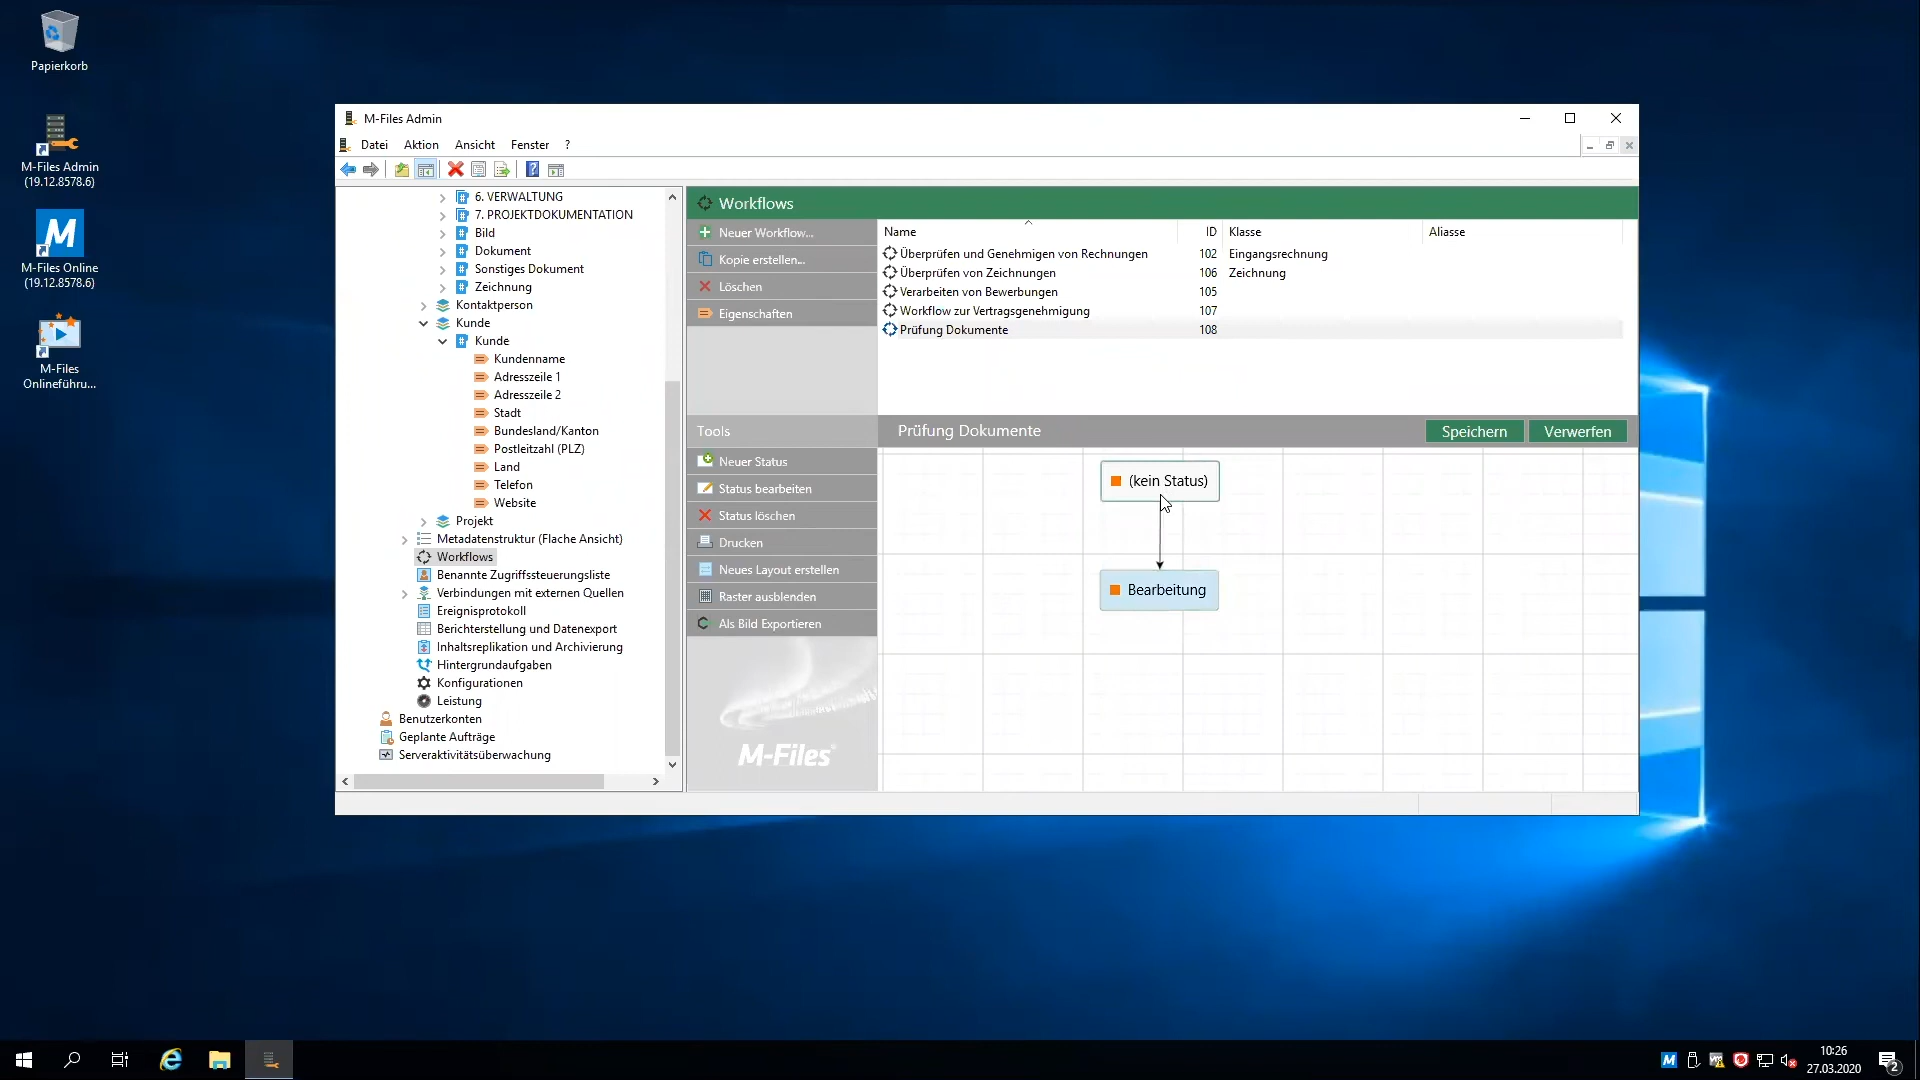 Papierkorb
M-Files Admin
(19.12.8578.6)
M-Files Online
(19.12.8578.6)
M-Files
Onlineführu...
M-Files Admin
Datei Aktion Ansicht Fenster ?
6. VERWALTUNG
7. PROJEKTDOKUMENTATION
Bild
Dokument
Sonstiges Dokument
Zeichnung
Kontaktperson
Kunde
Kunde
Kundenname
Adresszeile 1
Adresszeile 2
Stadt
Bundesland/Kanton
Postleitzahl (PLZ)
Land
Telefon
Website
Projekt
Metadatenstruktur (Flache Ansicht)
Workflows
Benannte Zugriffssteuerungsliste
Verbindungen mit externen Quellen
Ereignisprotokoll
Berichterstellung und Datenexport
Inhaltsreplikation und Archivierung
Hintergrundaufgaben
Konfigurationen
Leistung
Benutzerkonten
Geplante Aufträge
Serveraktivitätsüberwachung
Workflows
Neuer Workflow...
Kopie erstellen...
Löschen
Eigenschaften
Name ID Klasse Aliasse
Überprüfen und Genehmigen von Rechnungen 102 Eingangsrechnung
Überprüfen von Zeichnungen 106 Zeichnung
Verarbeiten von Bewerbungen 105
Workflow zur Vertragsgenehmigung 107
Prüfung Dokumente 108
Tools
Neuer Status
Status bearbeiten
Status löschen
Drucken
Neues Layout erstellen
Raster ausblenden
Als Bild Exportieren
M-Files
Prüfung Dokumente Speichern Verwerfen
(kein Status)
Bearbeitung
10:26
27.03.2020
2